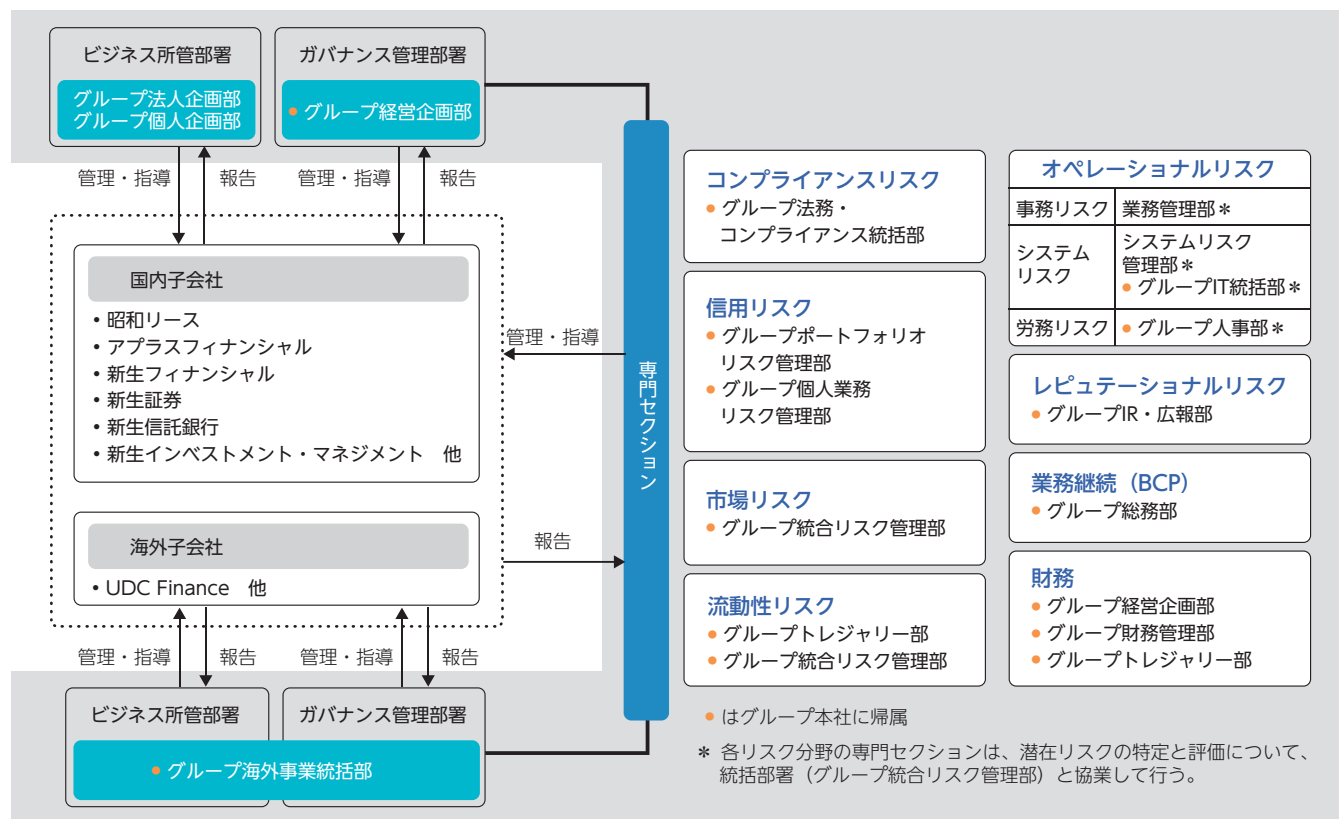 ビジネス所管部署
グループ法人企画部
グループ個人企画部
ガバナンス管理部署
● グループ経営企画部
管理・指導
報告
管理・指導
報告
国内子会社
・昭和リース
・アプラスフィナンシャル
・新生フィナンシャル
・新生証券
・新生信託銀行
・新生インベストメント・マネジメント 他
海外子会社
・UDC Finance 他
管理・指導
報告
管理・指導
報告
ビジネス所管部署
ガバナンス管理部署
● グループ海外事業統括部
管理・指導
報告
専門セクション
コンプライアンスリスク
● グループ法務・
コンプライアンス統括部
信用リスク
● グループポートフォリオ
リスク管理部
● グループ個人業務
リスク管理部
市場リスク
● グループ統合リスク管理部
流動性リスク
● グループトレジャリー部
● グループ統合リスク管理部
オペレーショナルリスク
事務リスク
業務管理部＊
システム
リスク
システムリスク
管理部＊
● グループIT統括部＊
労務リスク
● グループ人事部＊
レピュテーショナルリスク
● グループIR・広報部
業務継続（BCP）
● グループ総務部
財務
● グループ経営企画部
● グループ財務管理部
● グループトレジャリー部
● はグループ本社に帰属
＊ 各リスク分野の専門セクションは、潜在リスクの特定と評価について、
統括部署（グループ統合リスク管理部）と協業して行う。